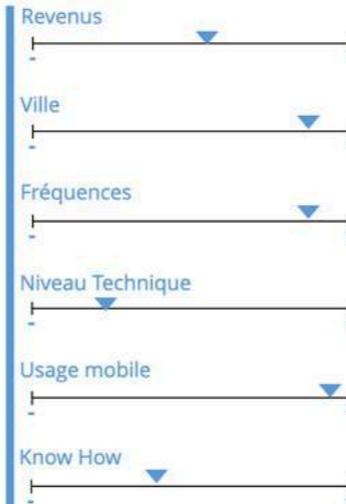 Revenus
-
Ville
-
Fréquences
-
Niveau Technique
-
Usage mobile
-
Know How
-